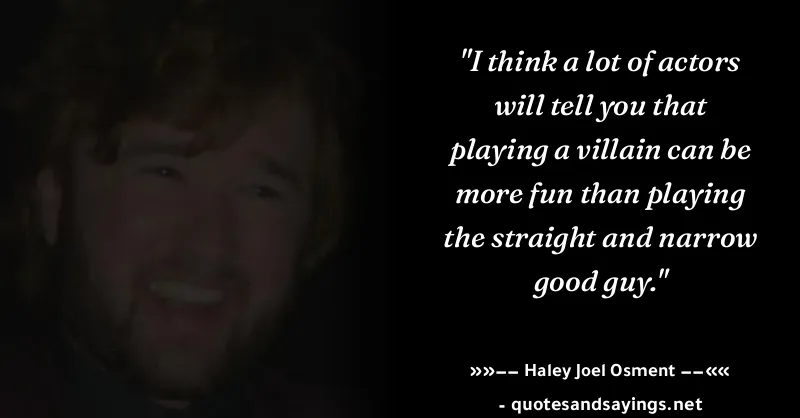 "I think a lot of actors
will tell you that
playing a villain can be
more fun than playing
the straight and narrow
good guy."
»»–– Haley Joel Osment ––««
- quotesandsayings.net